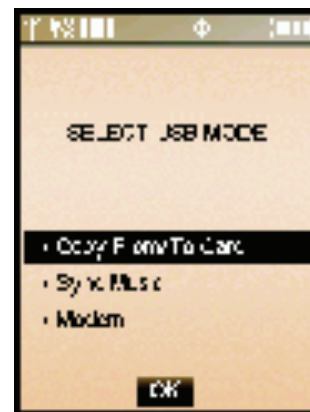 SELECT USB MODE
Copy From/To Card
Sync Music
Modem
OK